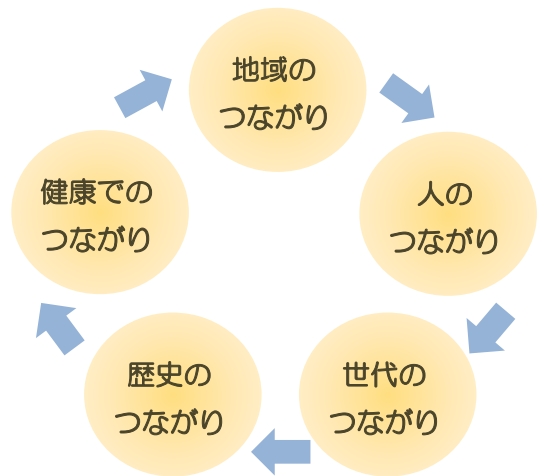 地域の
つながり
人の
つながり
世代の
つながり
歴史の
つながり
健康での
つながり